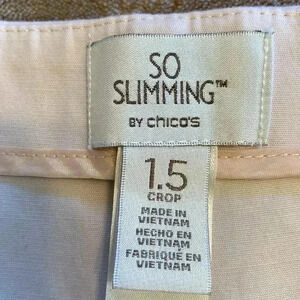 SO
SLIMMING™
BY chico's
1.5
CROP
MADE IN
VIETNAM
HECHO EN
VIETNAM
FABRIQUÉ EN
VIETNAM